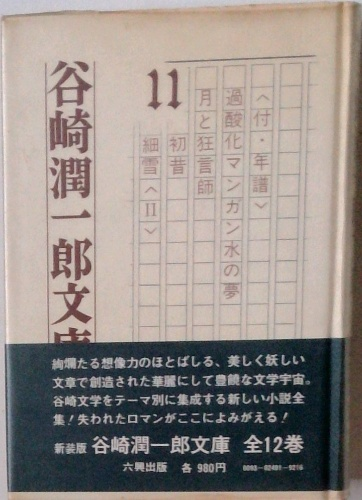 谷崎潤一郎文庫
11
細雪〈Ⅱ〉
初昔
月と狂言師
過酸化マンガン水の夢
〈付・年譜〉
絢爛たる想像力のほとばしる、美しく妖しい
文章で創造された華麗にして豊饒な文学宇宙。
谷崎文学をテーマ別に集成する新しい小説全
集！失われたロマンがここによみがえる！
新装版 谷崎潤一郎文庫 全12巻
六興出版 各980円